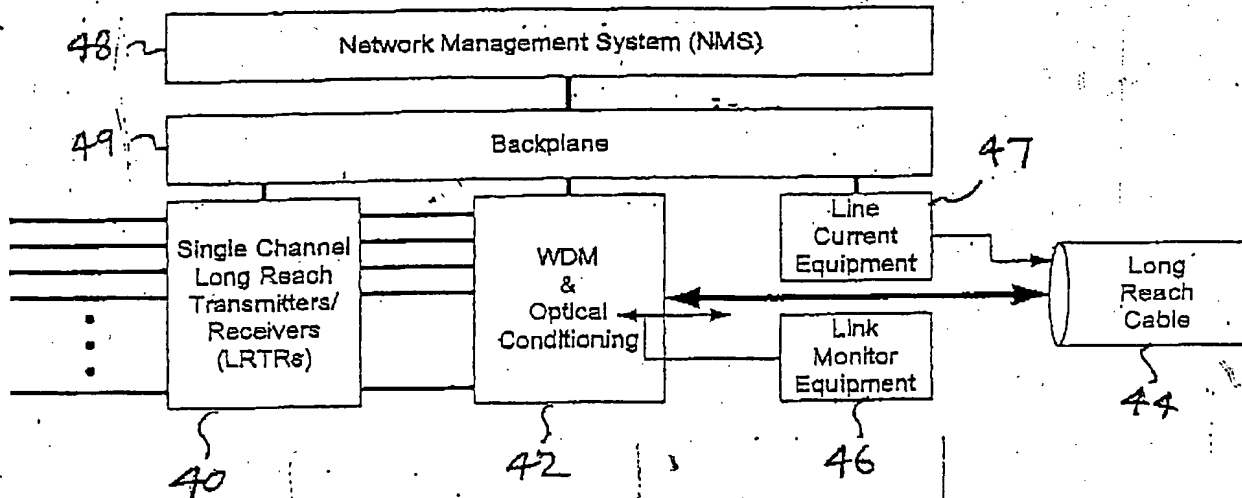 48
Network Management System (NMS)
49
Backplane
47
Single Channel
Long Reach
Transmitters/
Receivers
(LRTRs)
WDM
&
Optical
Conditioning
Line
Current
Equipment
Link
Monitor
Equipment
Long
Reach
Cable
40
42
46
44